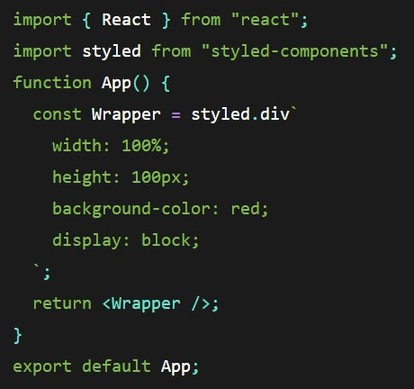 import { React } from "react";
import styled from "styled-components";
function App() {
  const Wrapper = styled.div`
    width: 100%;
    height: 100px;
    background-color: red;
    display: block;
  `;
  return <Wrapper />;
}
export default App;